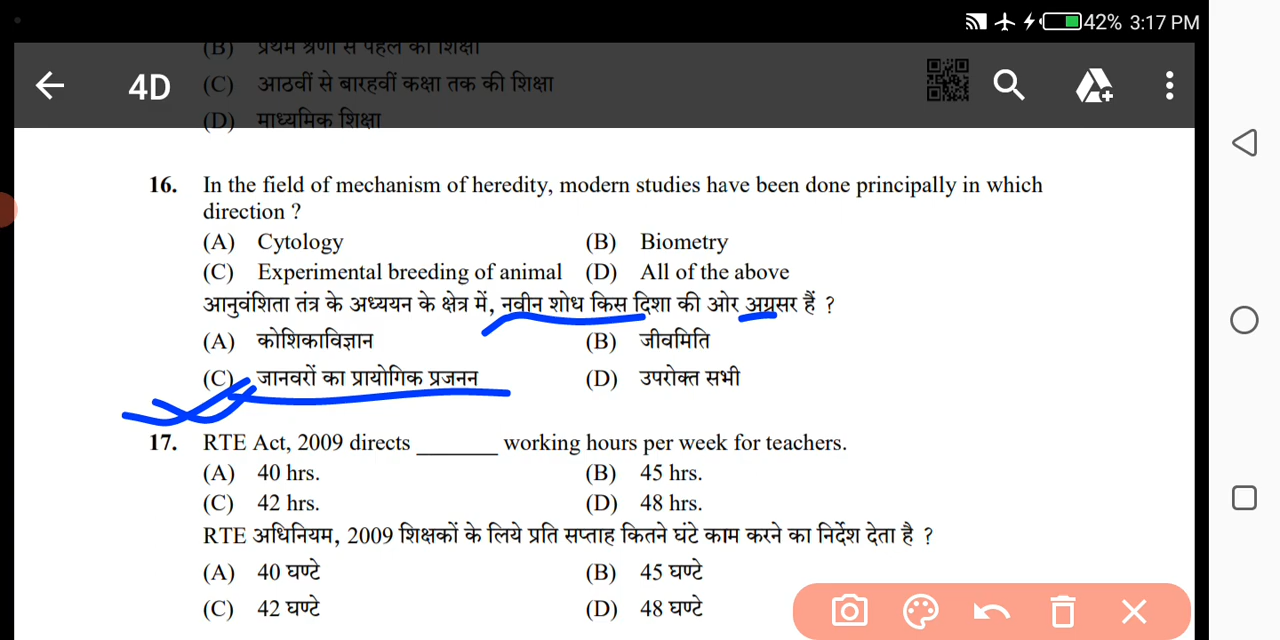 42% 3:17 PM
(B) प्रथम श्रेणी से पहले की शिक्षा
4D (C) आठवीं से बारहवीं कक्षा तक की शिक्षा
(D) माध्यमिक शिक्षा
16. In the field of mechanism of heredity, modern studies have been done principally in which
direction ?
(A) Cytology (B) Biometry
(C) Experimental breeding of animal (D) All of the above
आनुवंशिता तंत्र के अध्ययन के क्षेत्र में, नवीन शोध किस दिशा की ओर अग्रसर हैं ?
(A) कोशिकाविज्ञान (B) जीवमिति
(C) जानवरों का प्रायोगिक प्रजनन (D) उपरोक्त सभी
17. RTE Act, 2009 directs _______ working hours per week for teachers.
(A) 40 hrs. (B) 45 hrs.
(C) 42 hrs. (D) 48 hrs.
RTE अधिनियम, 2009 शिक्षकों के लिये प्रति सप्ताह कितने घंटे काम करने का निर्देश देता है ?
(A) 40 घण्टे (B) 45 घण्टे
(C) 42 घण्टे (D) 48 घण्टे